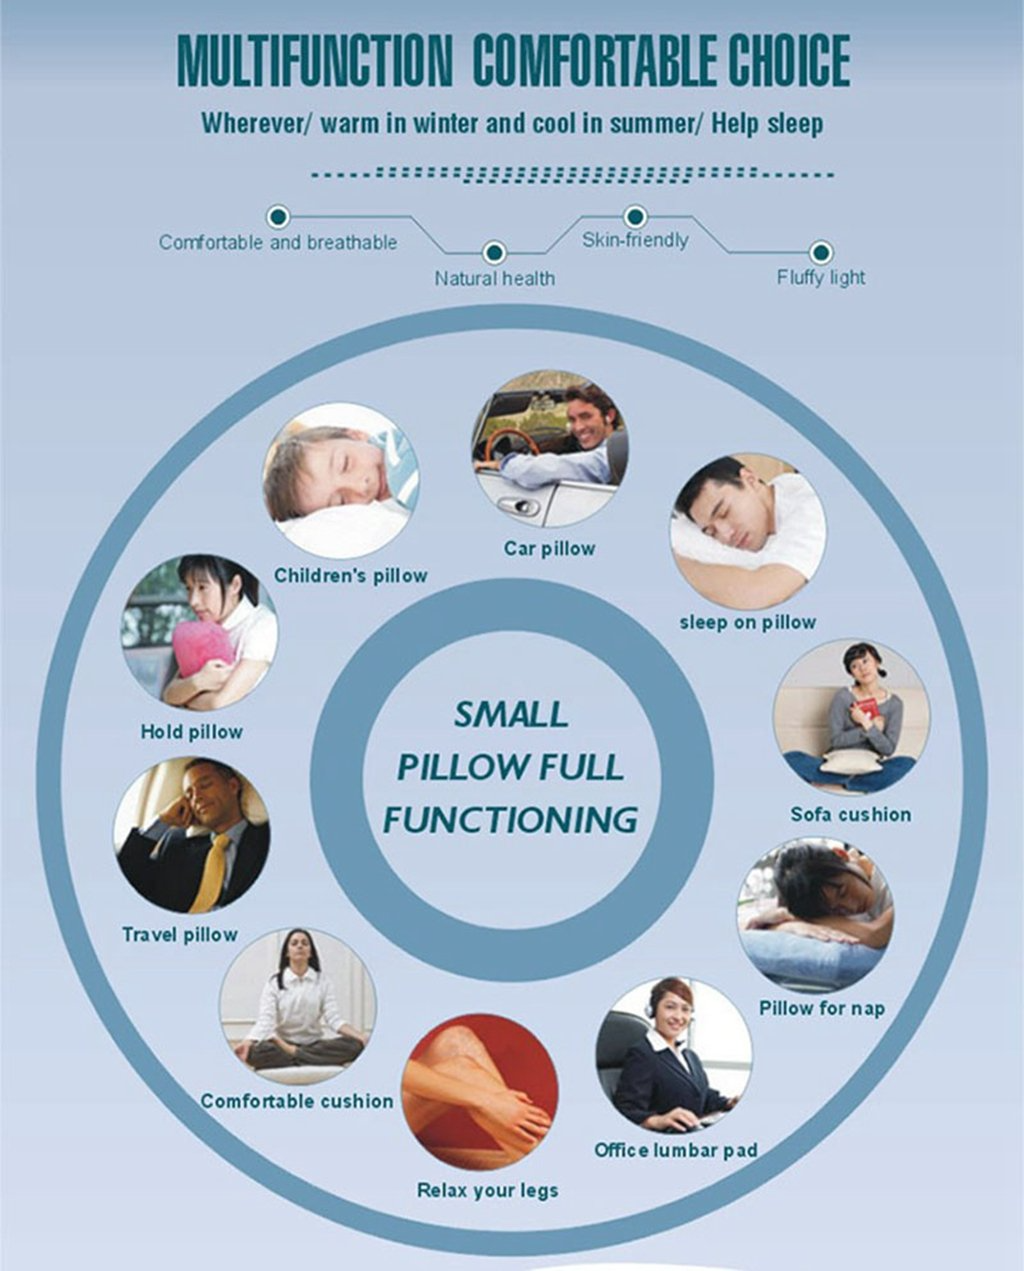 MULTIFUNCTION COMFORTABLE CHOICE
Wherever/ warm in winter and cool in summer/ Help sleep
Comfortable and breathable
Skin-friendly
Natural health
Fluffy light
Car pillow
Children's pillow
sleep on pillow
Hold pillow
SMALL
PILLOW FULL
FUNCTIONING
Sofa cushion
Travel pillow
Pillow for nap
Comfortable cushion
Office lumbar pad
Relax your legs